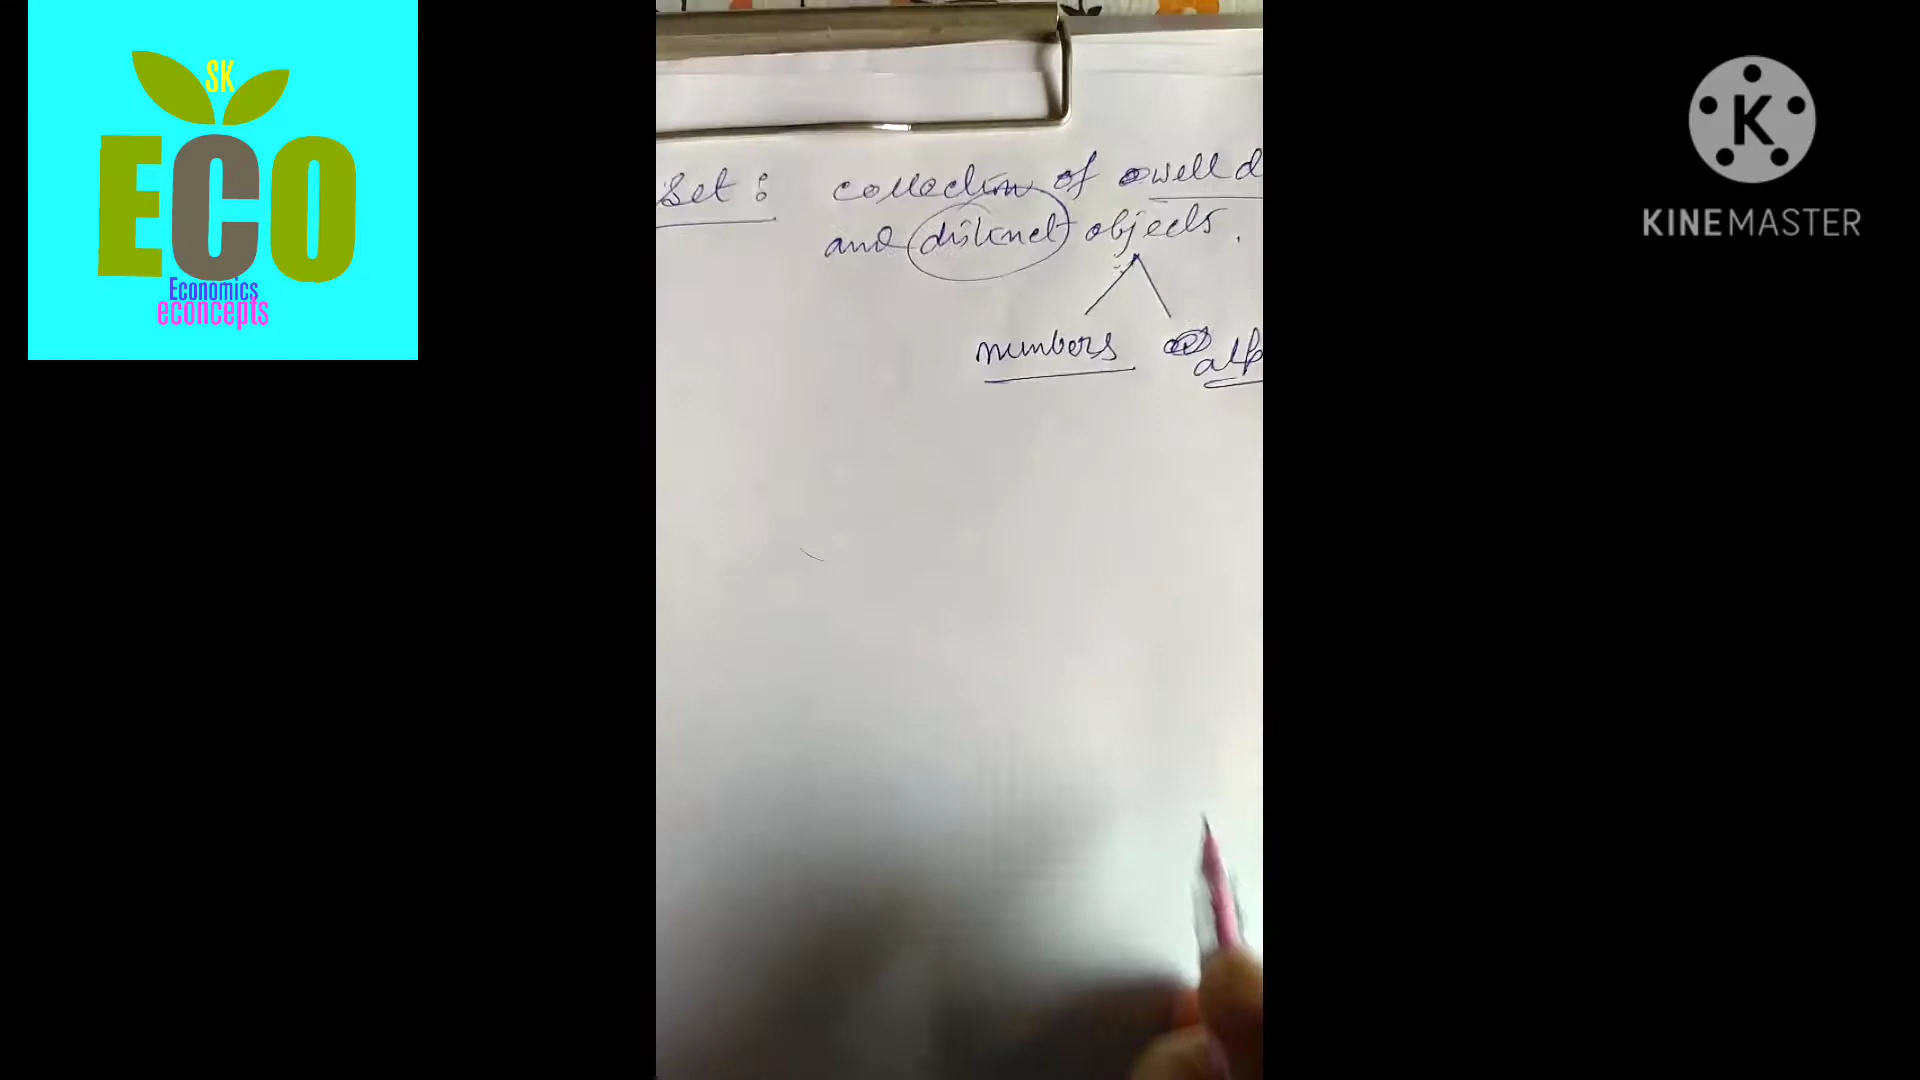 SK
ECO
Economics
econcepts
KINEMASTER
Set : collection of well d
and distinct objects.
numbers alp